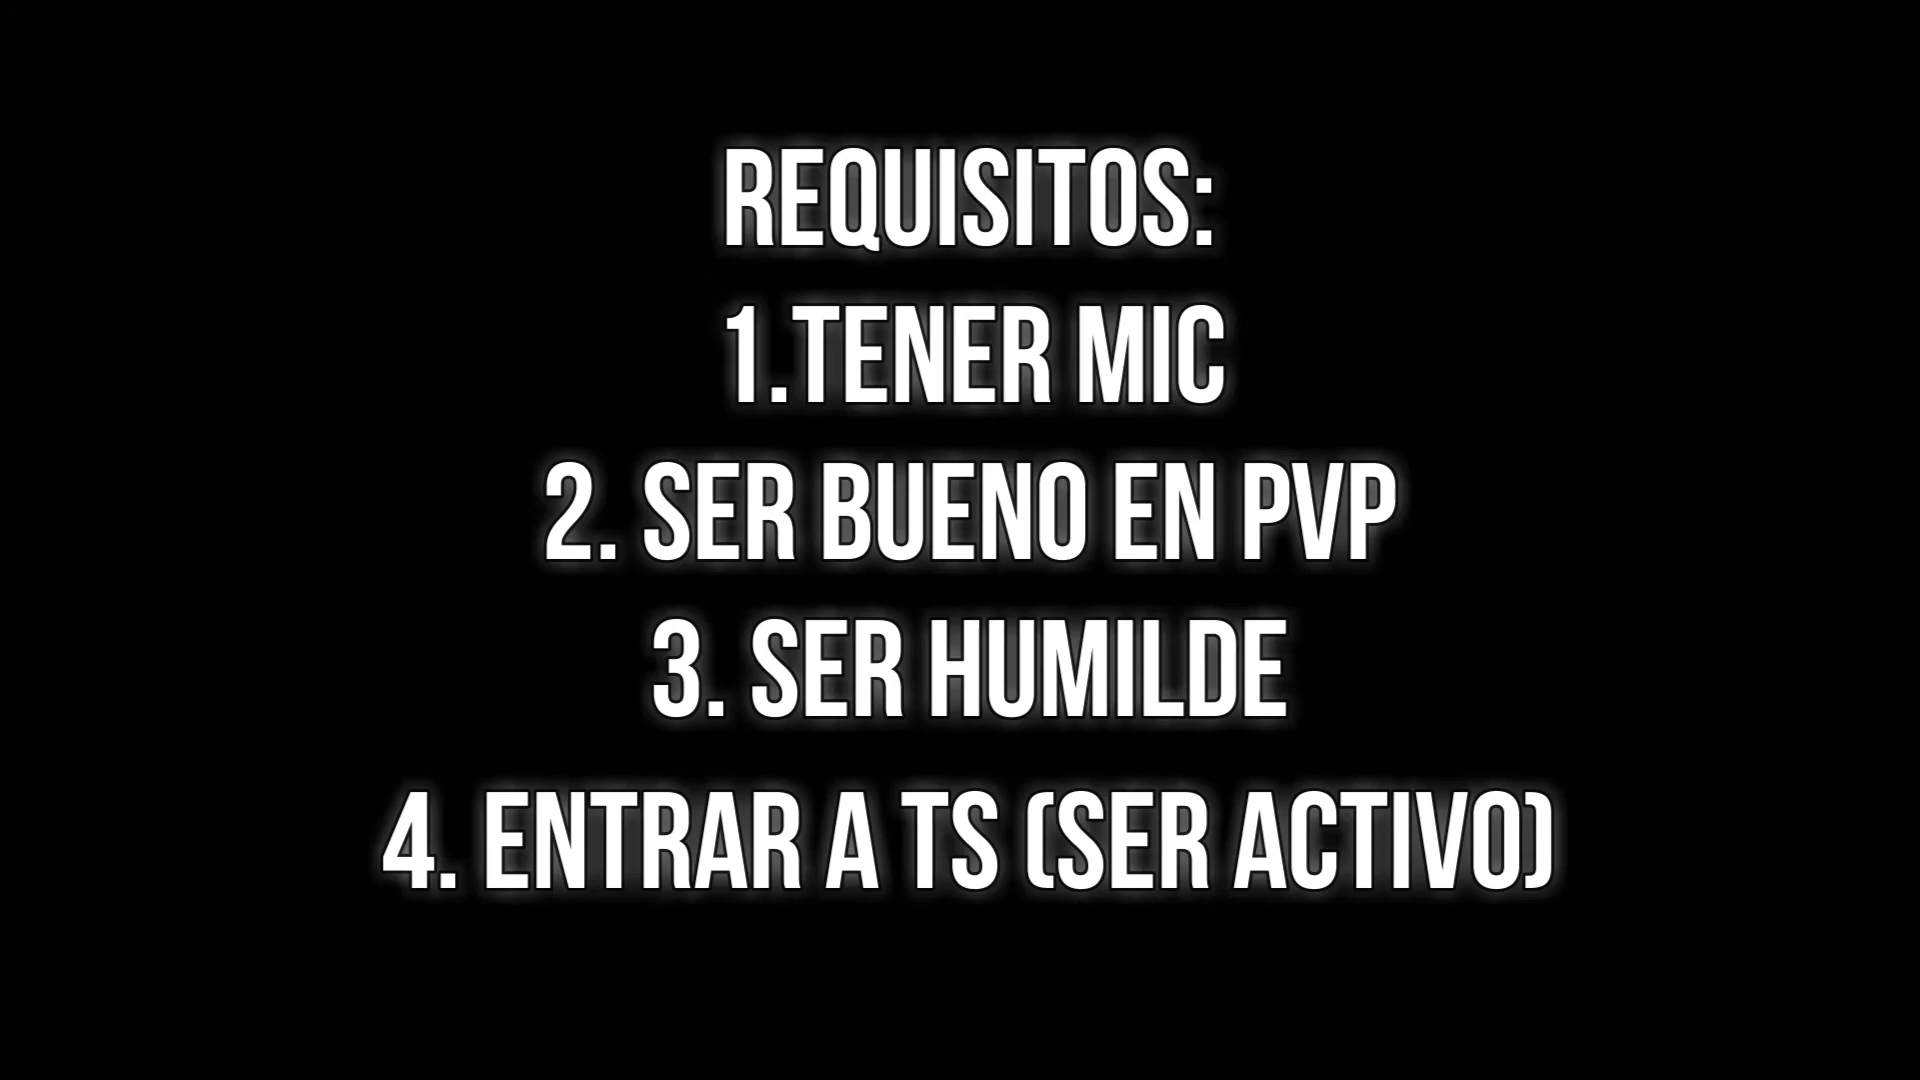 REQUISITOS:
1.TENER MIC
2. SER BUENO EN PVP
3. SER HUMILDE
4. ENTRAR A TS (SER ACTIVO)